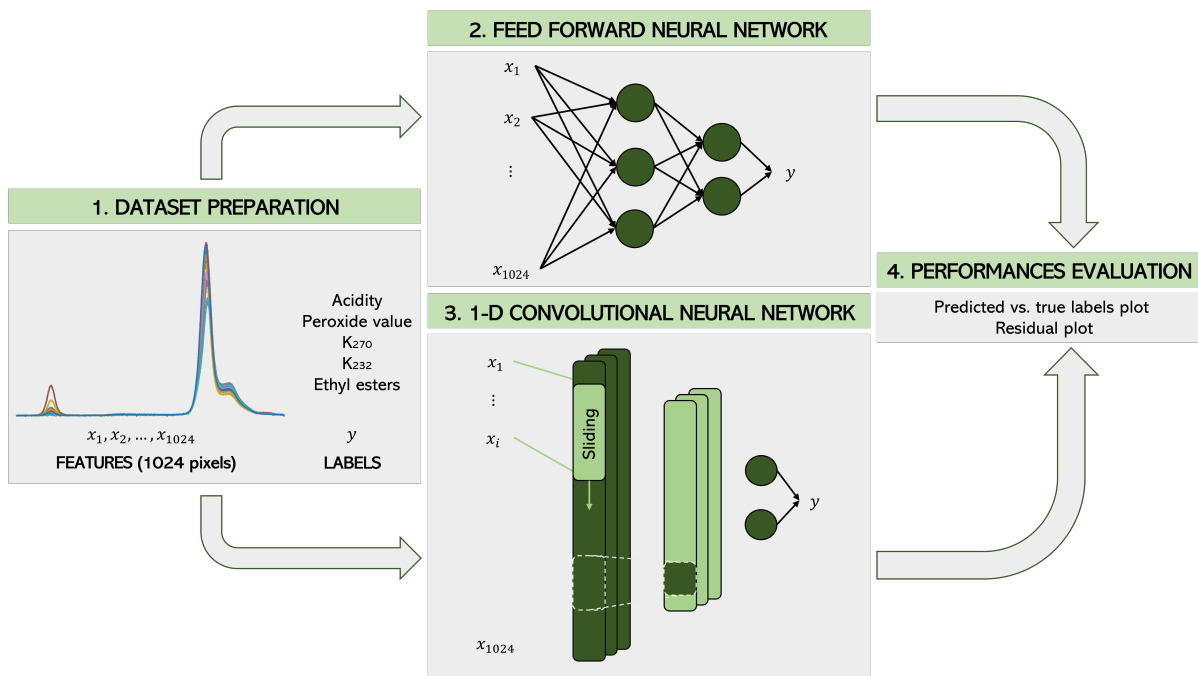 1. DATASET PREPARATION
Acidity
Peroxide value
K₂₇₀
K₂₃₂
Ethyl esters
x₁, x₂, ..., x₁₀₂₄
y
FEATURES (1024 pixels)
LABELS
2. FEED FORWARD NEURAL NETWORK
x₁
x₂
⋮
x₁₀₂₄
y
3. 1-D CONVOLUTIONAL NEURAL NETWORK
x₁
⋮
xᵢ
x₁₀₂₄
Sliding
y
4. PERFORMANCES EVALUATION
Predicted vs. true labels plot
Residual plot